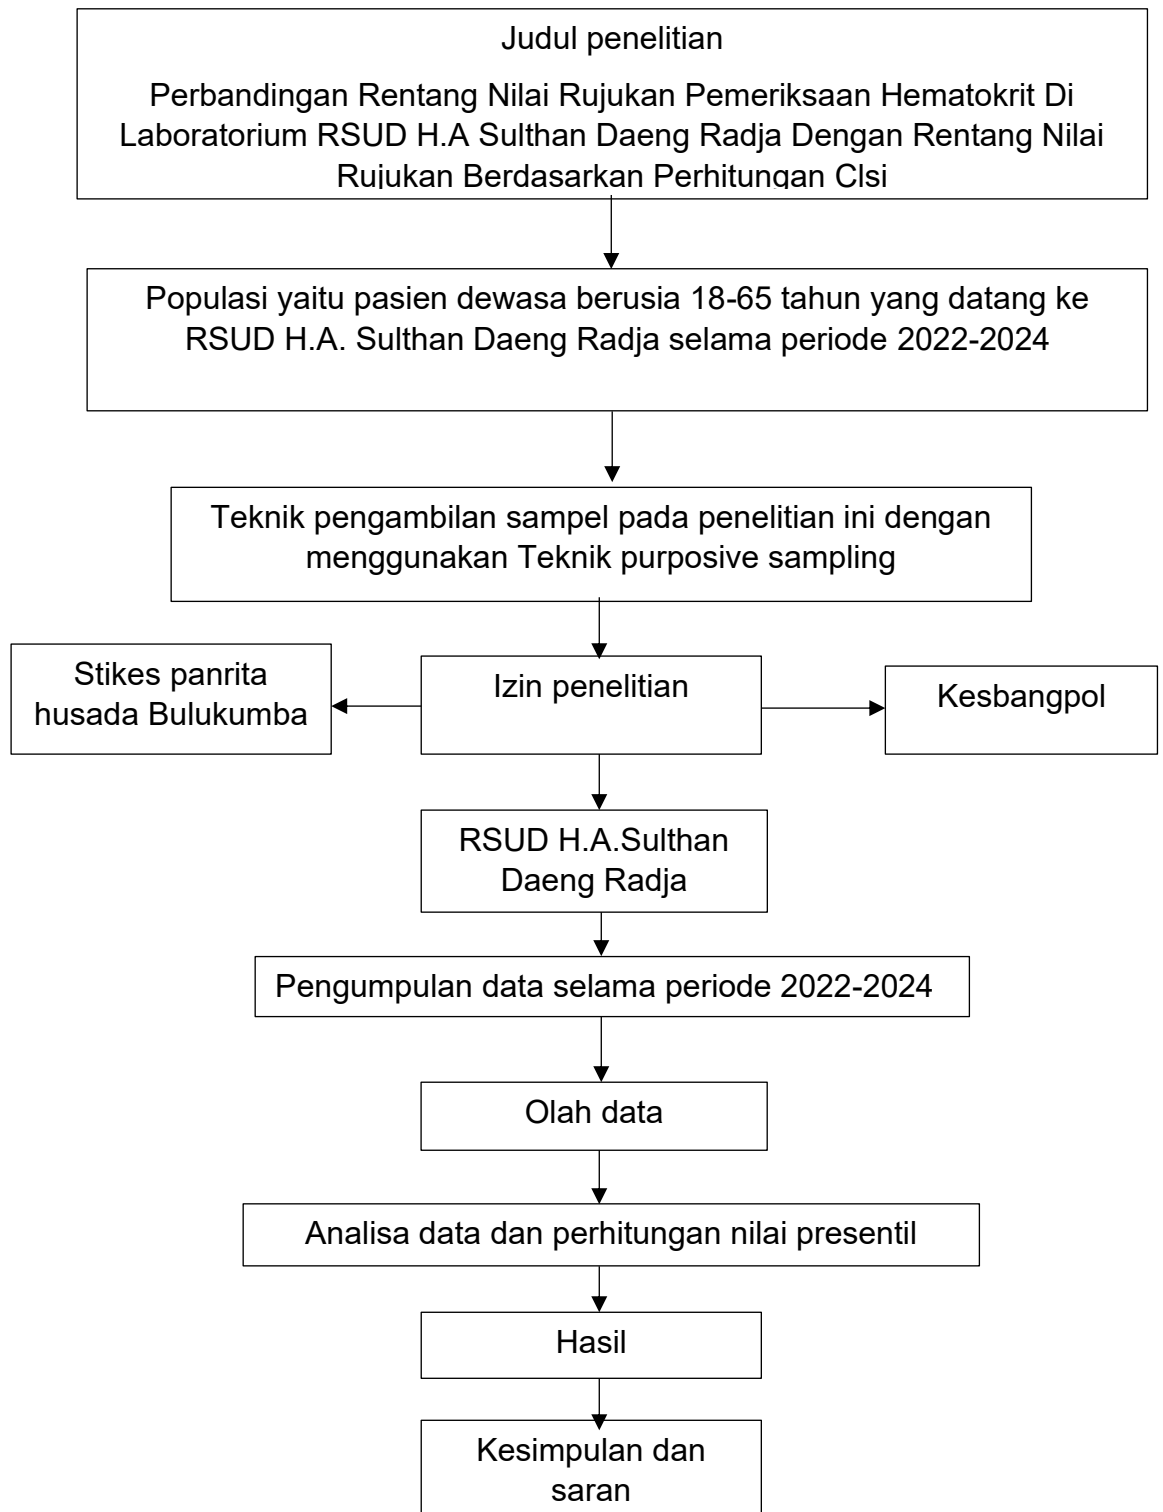 Judul penelitian
Perbandingan Rentang Nilai Rujukan Pemeriksaan Hematokrit Di
Laboratorium RSUD H.A Sulthan Daeng Radja Dengan Rentang Nilai
Rujukan Berdasarkan Perhitungan Clsi
Populasi yaitu pasien dewasa berusia 18-65 tahun yang datang ke
RSUD H.A. Sulthan Daeng Radja selama periode 2022-2024
Teknik pengambilan sampel pada penelitian ini dengan
menggunakan Teknik purposive sampling
Stikes panrita
husada Bulukumba
Izin penelitian
Kesbangpol
RSUD H.A.Sulthan
Daeng Radja
Pengumpulan data selama periode 2022-2024
Olah data
Analisa data dan perhitungan nilai presentil
Hasil
Kesimpulan dan
saran